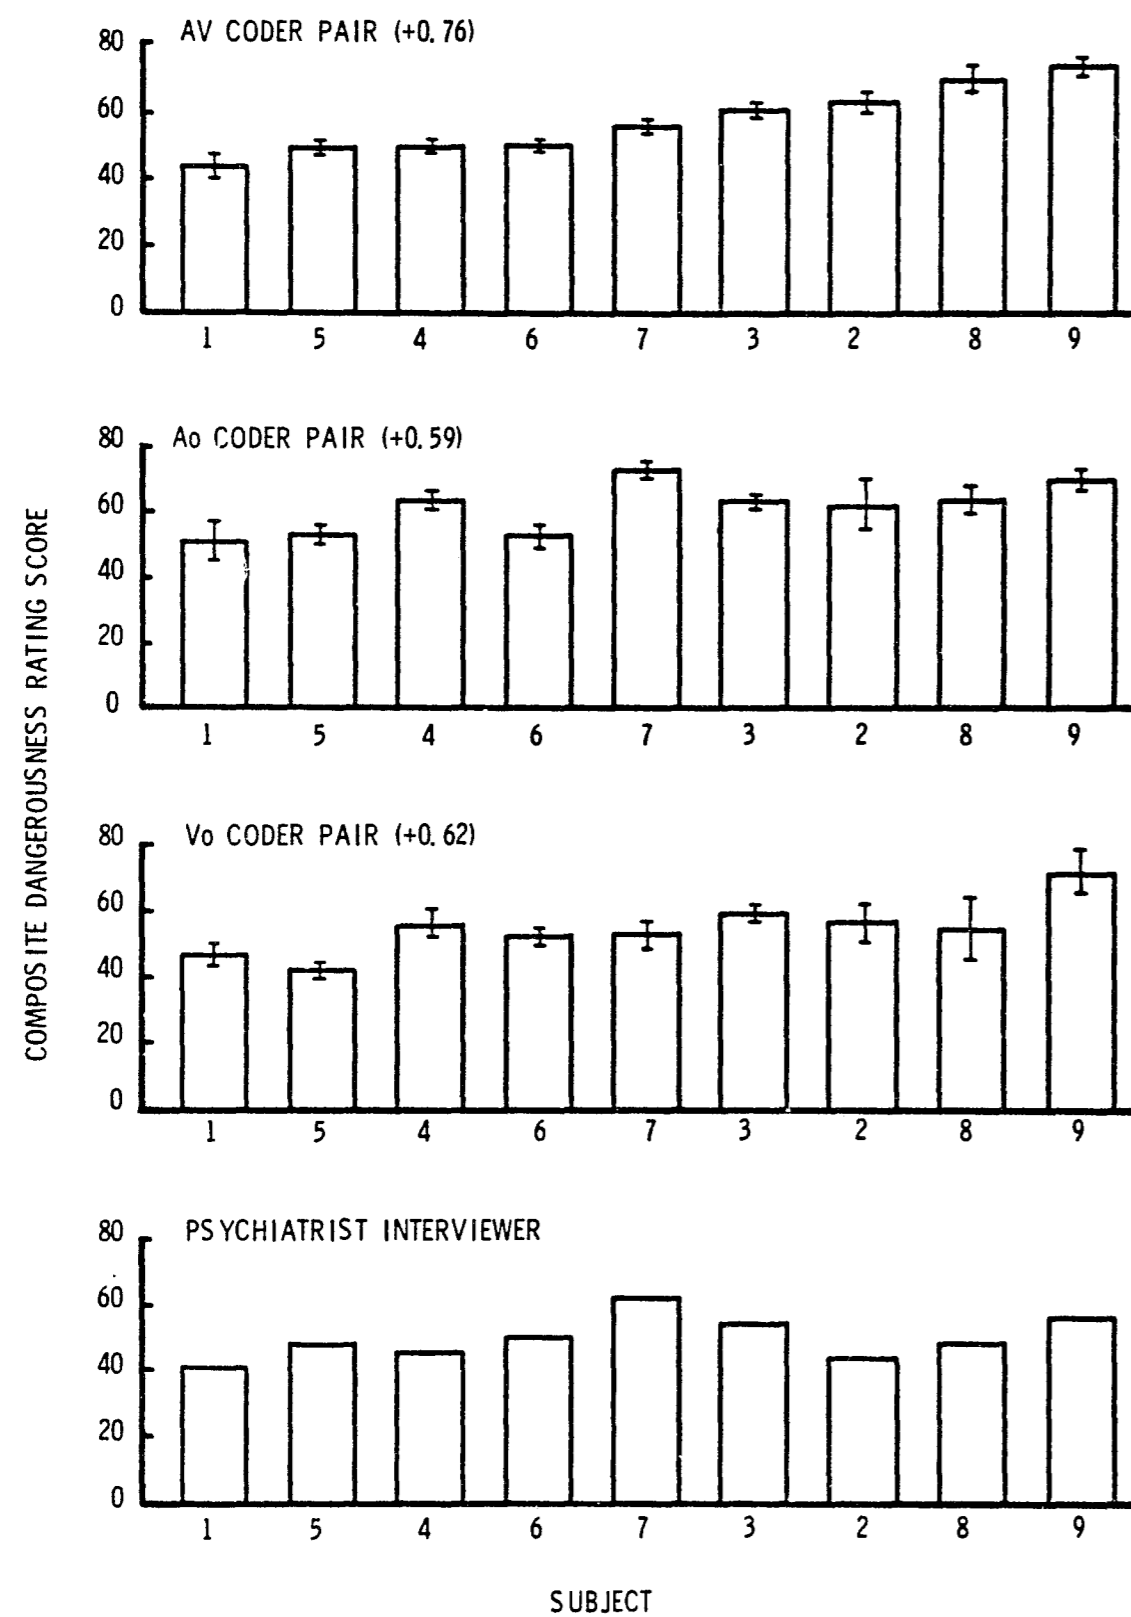 AV CODER PAIR (+0.76)
80
60
40
20
0
1 5 4 6 7 3 2 8 9
Ao CODER PAIR (+0.59)
80
60
40
20
0
1 5 4 6 7 3 2 8 9
COMPOSITE DANGEROUSNESS RATING SCORE
Vo CODER PAIR (+0.62)
80
60
40
20
0
1 5 4 6 7 3 2 8 9
PSYCHIATRIST INTERVIEWER
80
60
40
20
0
1 5 4 6 7 3 2 8 9
SUBJECT